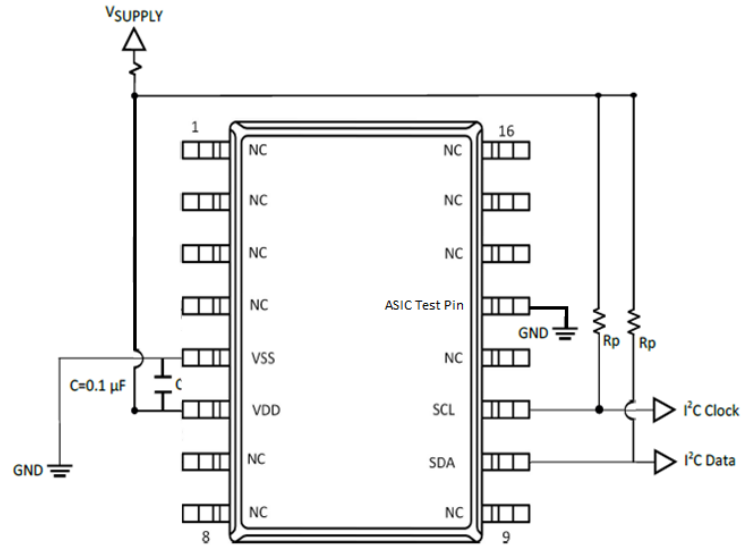 VSUPPLY
1
16
NC
NC
NC
NC
NC
NC
NC
ASIC Test Pin
GND
Rp
Rp
VSS
NC
C=0.1 µF
C
VDD
SCL
I²C Clock
GND
NC
SDA
I²C Data
NC
NC
8
9